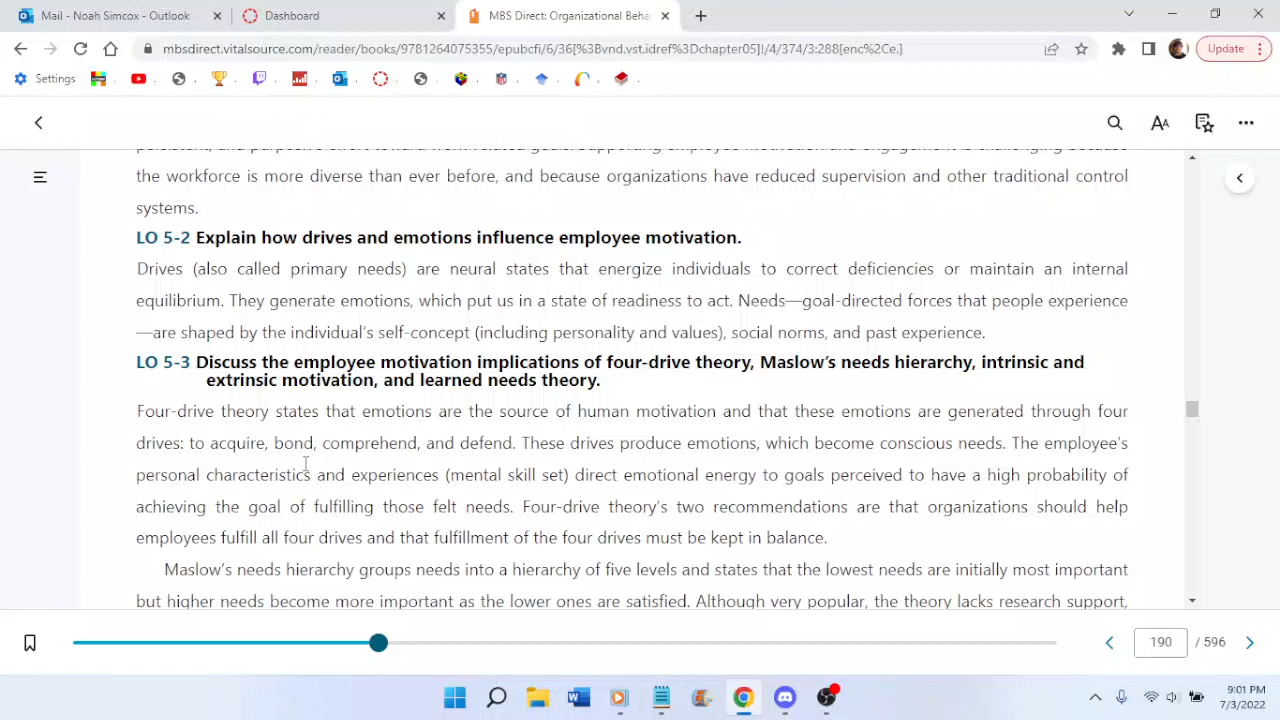 Mail - Noah Simcox - Outlook
Dashboard
MBS Direct: Organizational Beha
mbsdirect.vitalsource.com/reader/books/9781264075355/epubcfi/6/36[%3Bvnd.vst.idref%3Dchapter05]!/4/374/3:288[enc%2Ce.]
Update
Settings
the workforce is more diverse than ever before, and because organizations have reduced supervision and other traditional control
systems.
LO 5-2 Explain how drives and emotions influence employee motivation.
Drives (also called primary needs) are neural states that energize individuals to correct deficiencies or maintain an internal
equilibrium. They generate emotions, which put us in a state of readiness to act. Needs—goal-directed forces that people experience
—are shaped by the individual's self-concept (including personality and values), social norms, and past experience.
LO 5-3 Discuss the employee motivation implications of four-drive theory, Maslow's needs hierarchy, intrinsic and
extrinsic motivation, and learned needs theory.
Four-drive theory states that emotions are the source of human motivation and that these emotions are generated through four
drives: to acquire, bond, comprehend, and defend. These drives produce emotions, which become conscious needs. The employee's
personal characteristics and experiences (mental skill set) direct emotional energy to goals perceived to have a high probability of
achieving the goal of fulfilling those felt needs. Four-drive theory's two recommendations are that organizations should help
employees fulfill all four drives and that fulfillment of the four drives must be kept in balance.
Maslow's needs hierarchy groups needs into a hierarchy of five levels and states that the lowest needs are initially most important
but higher needs become more important as the lower ones are satisfied. Although very popular, the theory lacks research support,
190 / 596
9:01 PM
7/3/2022